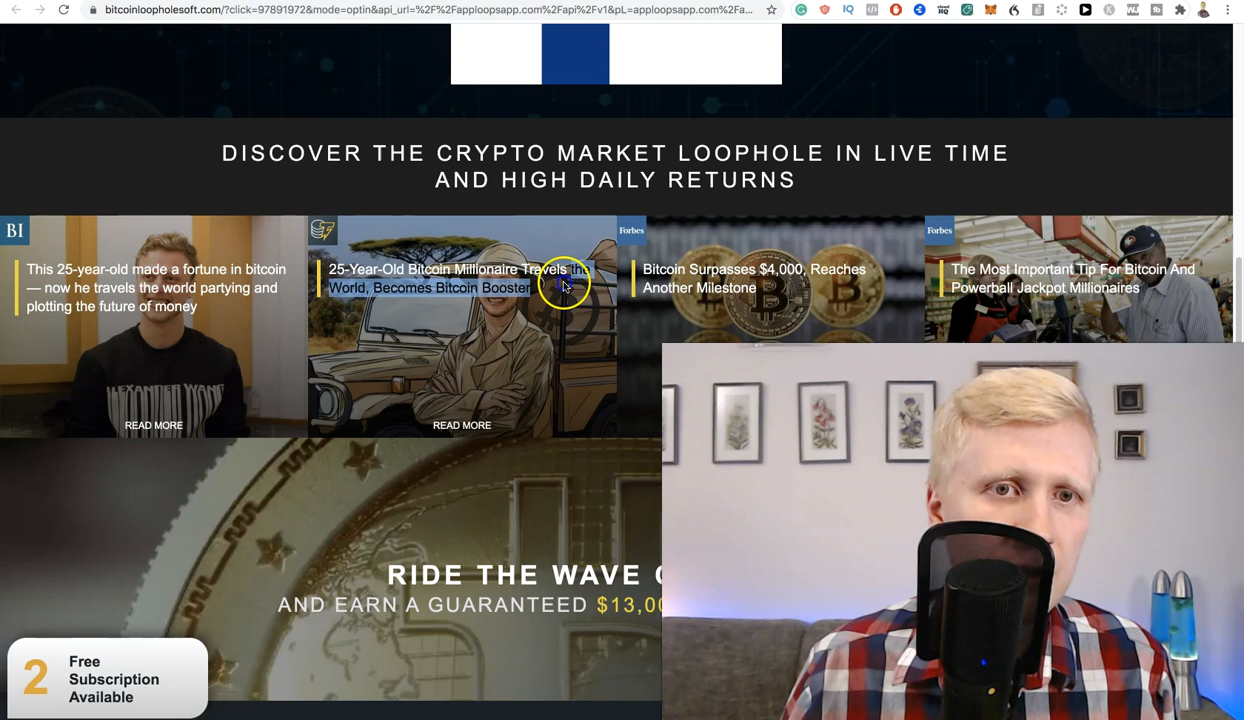 bitcoinloopholesoft.com/?click=97891972&mode=optin&api_url=%2F%2Fapploopsapp.com%2Fapi%2Fv1&pL=apploopsapp.com%2Fa...
DISCOVER THE CRYPTO MARKET LOOPHOLE IN LIVE TIME
AND HIGH DAILY RETURNS
BI
This 25-year-old made a fortune in bitcoin
— now he travels the world partying and
plotting the future of money
READ MORE
25-Year-Old Bitcoin Millionaire Travels the
World, Becomes Bitcoin Booster
READ MORE
Forbes
Bitcoin Surpasses $4,000, Reaches
Another Milestone
Forbes
The Most Important Tip For Bitcoin And
Powerball Jackpot Millionaires
RIDE THE WAVE
AND EARN A GUARANTEED $13,00
2
Free
Subscription
Available